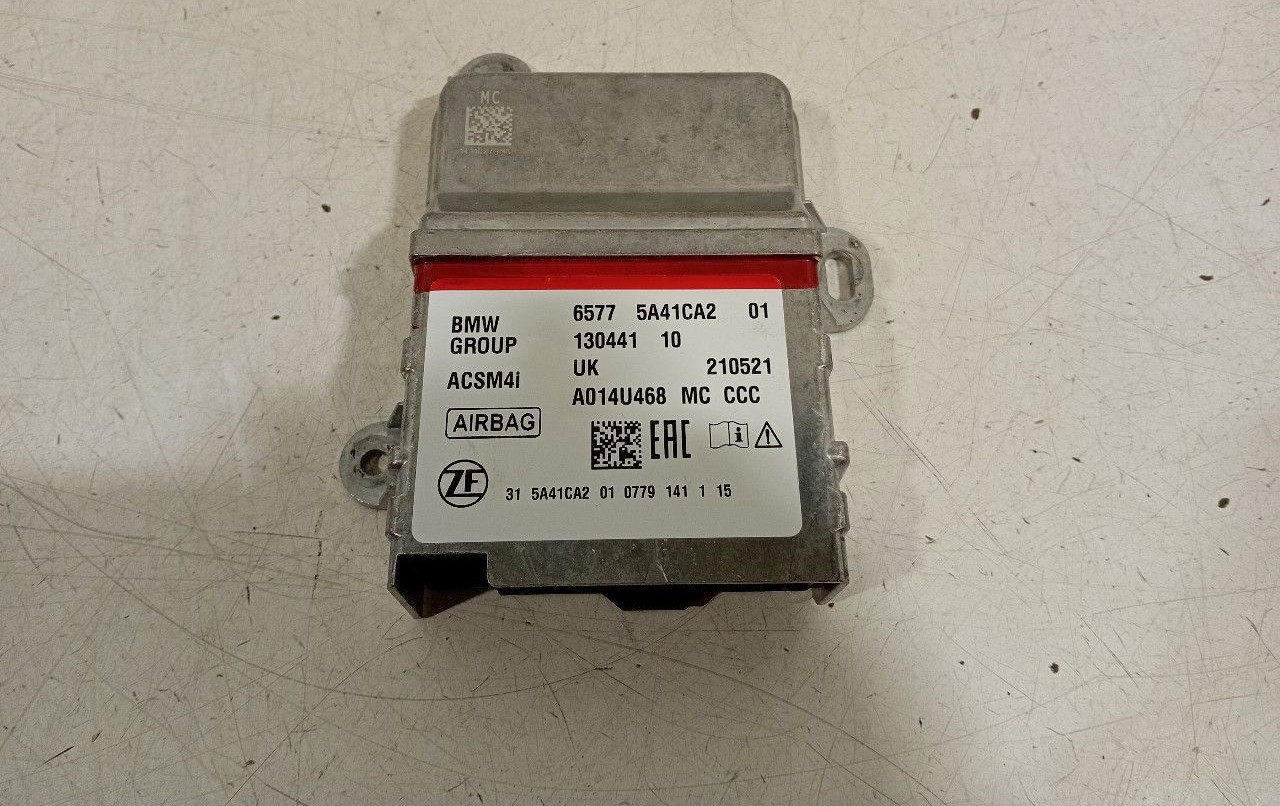 MC
BMW GROUP
6577 5A41CA2 01
130441 10
ACSM4i
UK 210521
A014U468 MC CCC
AIRBAG
EAC
ZF
31 5A41CA2 01 0779 141 1 15